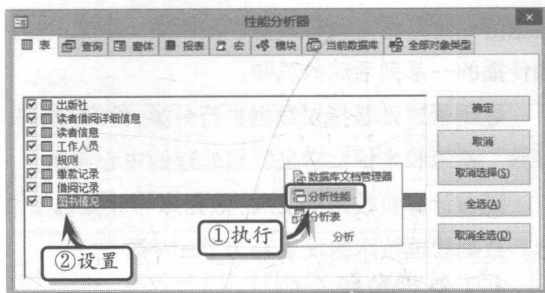 性能分析器
表 查询 窗体 报表 宏 模块 当前数据库 全部对象类型
出版社
读者借阅详细信息
读者信息
工作人员
规则
缴款记录
借阅记录
图书情况
确定
取消
取消选择(S)
全选(A)
取消全选(D)
数据库文档管理器
分析性能
分析表
分析
①执行
②设置